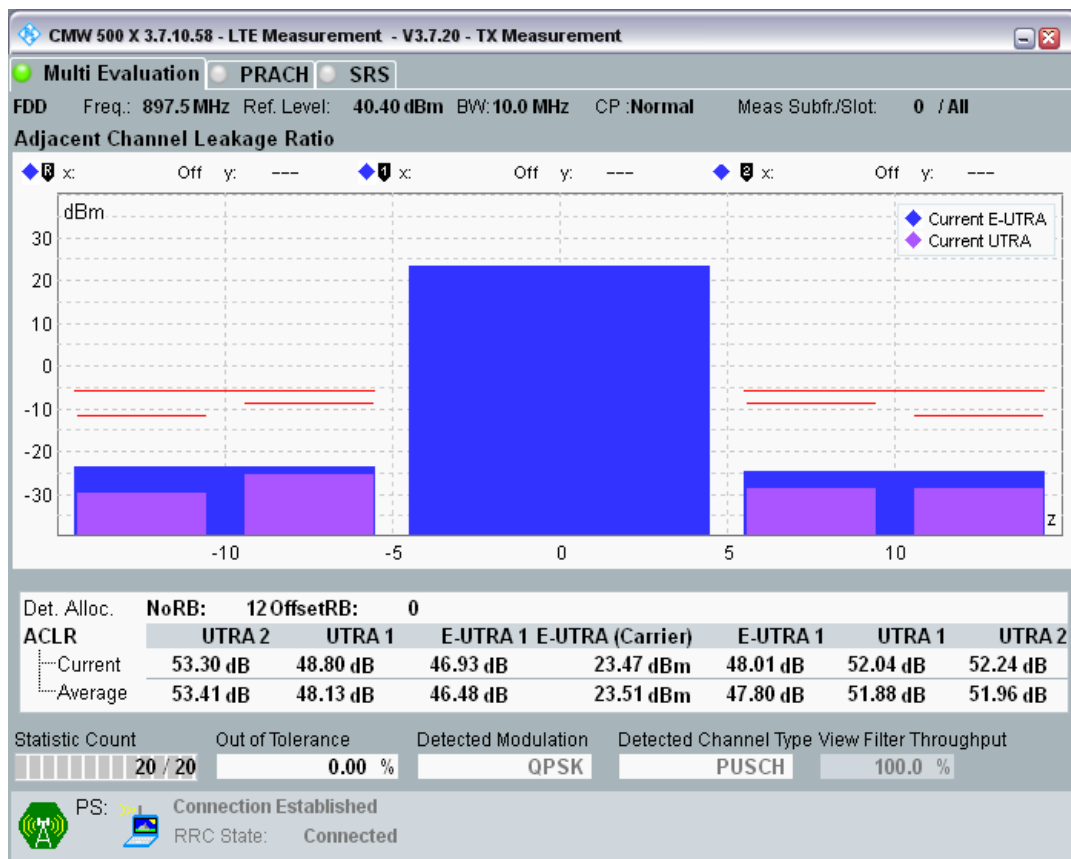 CMW 500 X 3.7.10.58 - LTE Measurement - V3.7.20 - TX Measurement
Multi Evaluation PRACH SRS
FDD Freq.: 897.5 MHz Ref. Level: 40.40 dBm BW: 10.0 MHz CP :Normal Meas Subfr./Slot: 0 / All
Adjacent Channel Leakage Ratio
R x: Off y: --- 1 x: Off y: --- 2 x: Off y: ---
dBm
Current E-UTRA
Current UTRA
30
20
10
0
-10
-20
-30
z
-10 -5 0 5 10
Det. Alloc. NoRB: 12 OffsetRB: 0
ACLR UTRA 2 UTRA 1 E-UTRA 1 E-UTRA (Carrier) E-UTRA 1 UTRA 1 UTRA 2
Current 53.30 dB 48.80 dB 46.93 dB 23.47 dBm 48.01 dB 52.04 dB 52.24 dB
Average 53.41 dB 48.13 dB 46.48 dB 23.51 dBm 47.80 dB 51.88 dB 51.96 dB
Statistic Count Out of Tolerance Detected Modulation Detected Channel Type View Filter Throughput
20 / 20 0.00 % QPSK PUSCH 100.0 %
PS: Connection Established
RRC State: Connected